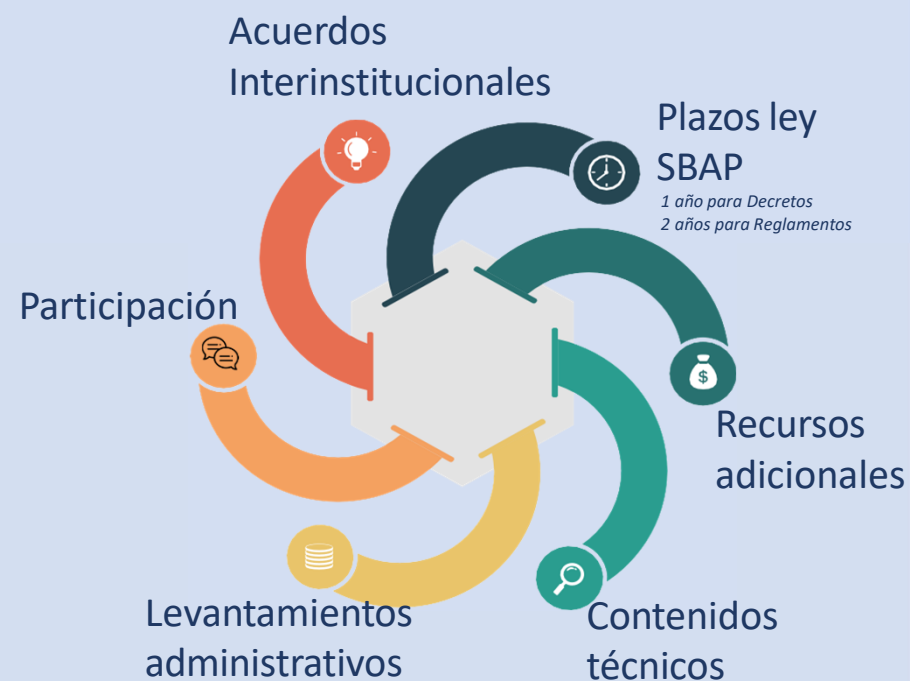 Acuerdos
Interinstitucionales
Plazos ley
SBAP
1 año para Decretos
2 años para Reglamentos
Participación
$
Recursos
adicionales
Levantamientos
administrativos
Contenidos
técnicos